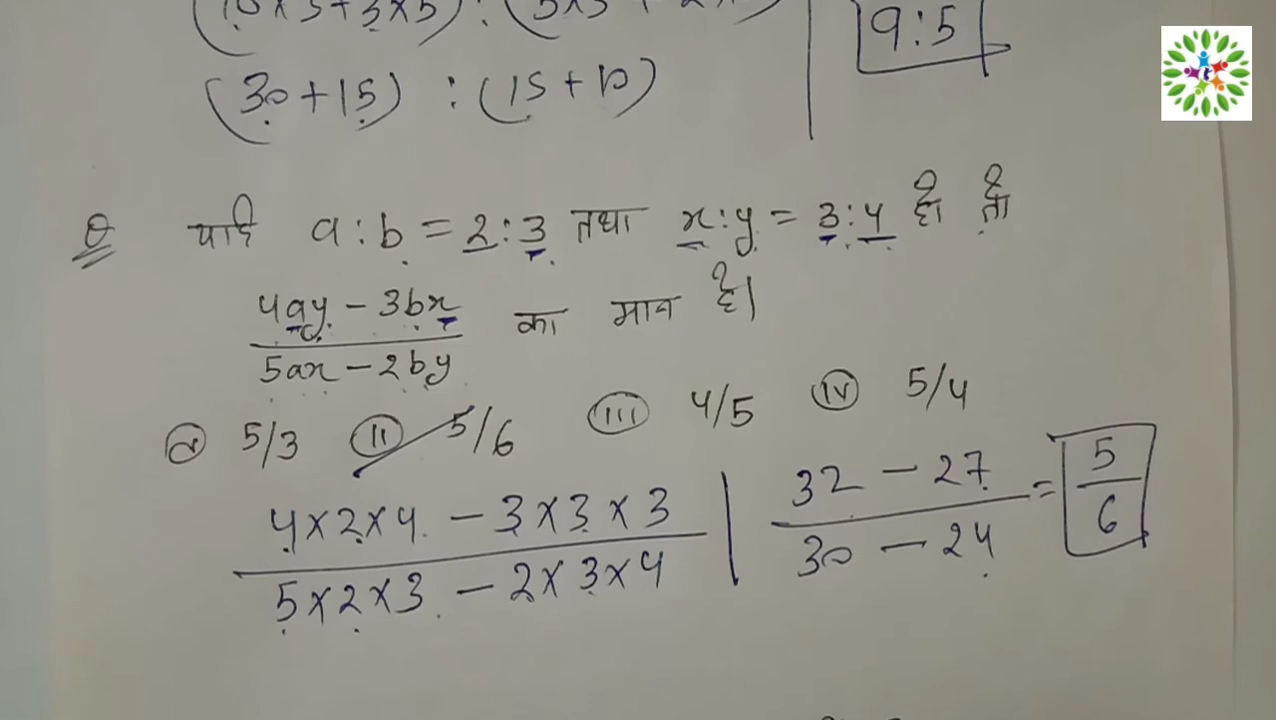 (30 + 15) : (15 + 10)
9:5
Q यदि a : b = 2 : 3 तथा x : y = 3 : 4 हो तो
4ay - 3bx / 5ax - 2by का मान है।
5/3 (II) 5/6 (III) 4/5 (IV) 5/4
4×2×4 - 3×3×3 / 5×2×3 - 2×3×4 | 32 - 27 / 30 - 24 = 5/6